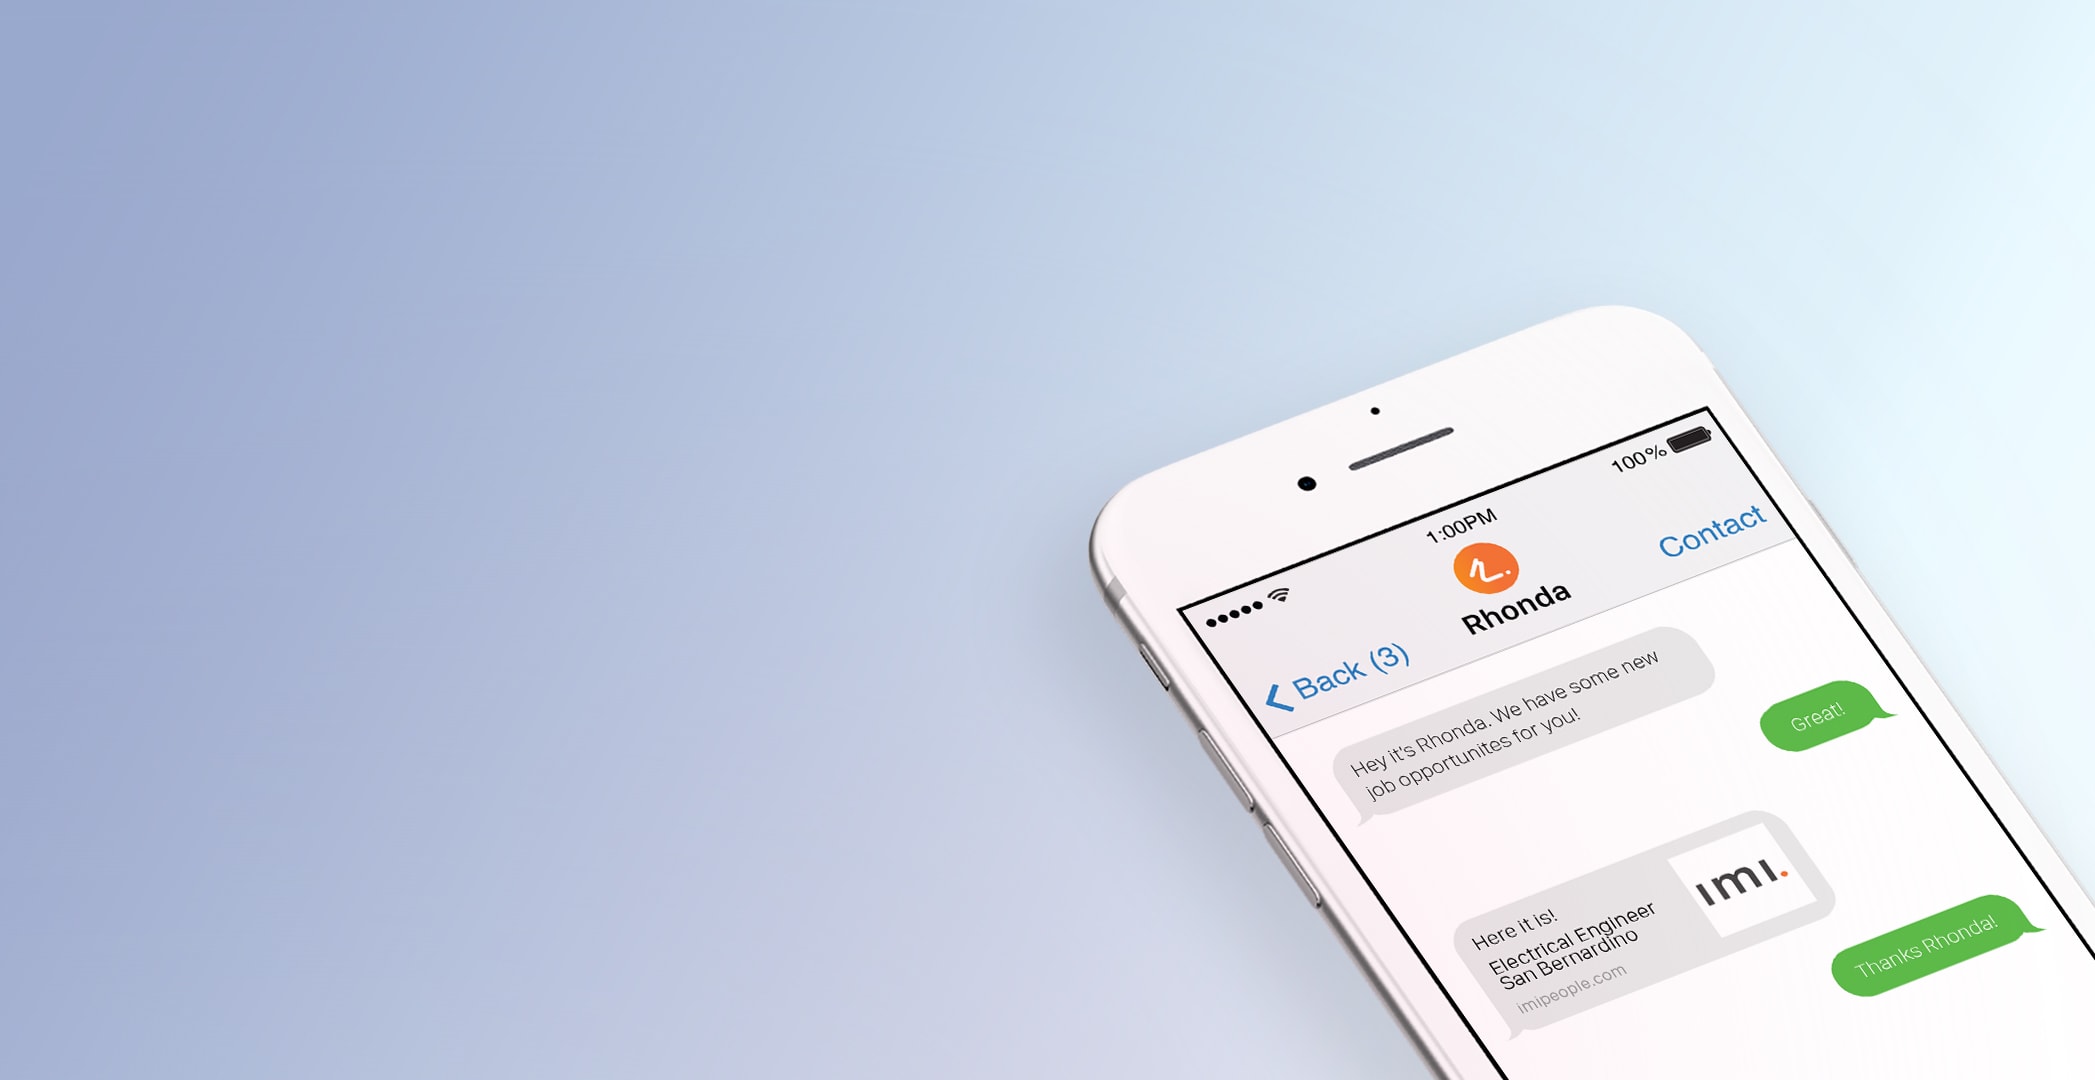 100%
1:00PM
Rhonda
Contact
Back (3)
Hey it's Rhonda. We have some new
job opportunites for you!
Great!
Here it is!
Electrical Engineer
San Bernardino
imipeople.com
imi.
Thanks Rhonda!